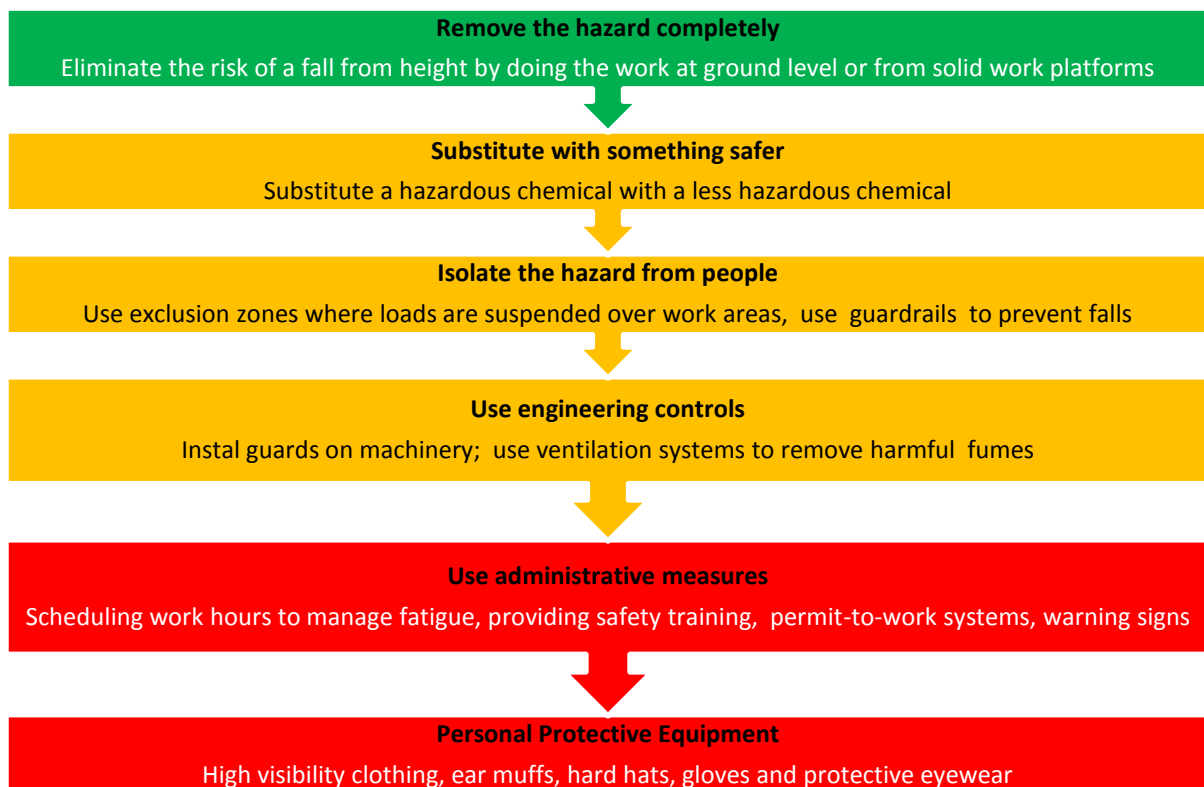 Remove the hazard completely
Eliminate the risk of a fall from height by doing the work at ground level or from solid work platforms
Substitute with something safer
Substitute a hazardous chemical with a less hazardous chemical
Isolate the hazard from people
Use exclusion zones where loads are suspended over work areas, use guardrails to prevent falls
Use engineering controls
Instal guards on machinery; use ventilation systems to remove harmful fumes
Use administrative measures
Scheduling work hours to manage fatigue, providing safety training, permit-to-work systems, warning signs
Personal Protective Equipment
High visibility clothing, ear muffs, hard hats, gloves and protective eyewear